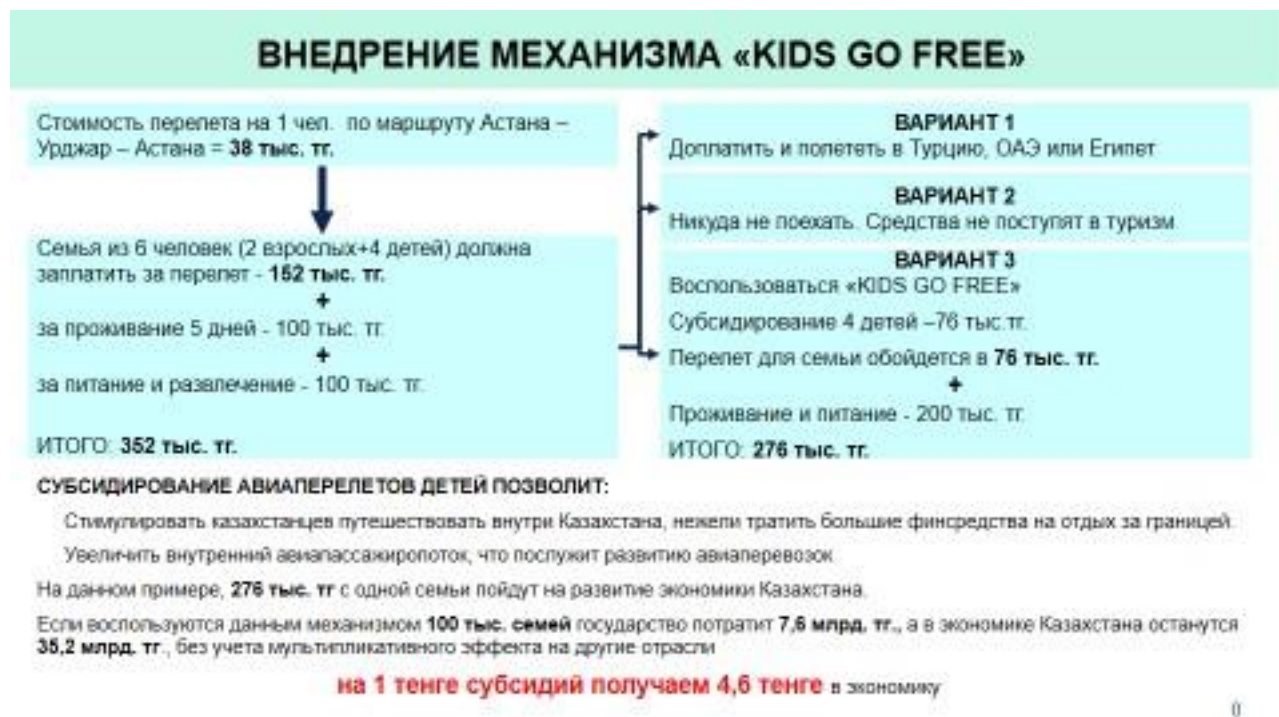 ВНЕДРЕНИЕ МЕХАНИЗМА «KIDS GO FREE»
Стоимость перелета на 1 чел. по маршруту Астана –
Урджар – Астана = 38 тыс. тг.
Семья из 6 человек (2 взрослых+4 детей) должна
заплатить за перелет - 152 тыс. тг.
+
за проживание 5 дней - 100 тыс. тг.
+
за питание и развлечение - 100 тыс. тг.
ИТОГО: 352 тыс. тг.
ВАРИАНТ 1
Доплатить и полететь в Турцию, ОАЭ или Египет
ВАРИАНТ 2
Никуда не поехать. Средства не поступят в туризм
ВАРИАНТ 3
Воспользоваться «KIDS GO FREE»
Субсидирование 4 детей –76 тыс.тг.
Перелет для семьи обойдется в 76 тыс. тг.
+
Проживание и питание - 200 тыс. тг.
ИТОГО: 276 тыс. тг.
СУБСИДИРОВАНИЕ АВИАПЕРЕЛЕТОВ ДЕТЕЙ ПОЗВОЛИТ:
Стимулировать казахстанцев путешествовать внутри Казахстана, нежели тратить большие финсредства на отдых за границей.
Увеличить внутренний авиапассажиропоток, что послужит развитию авиаперевозок
На данном примере, 276 тыс. тг с одной семьи пойдут на развитие экономики Казахстана.
Если воспользуются данным механизмом 100 тыс. семей государство потратит 7,6 млрд. тг., а в экономике Казахстана останутся
35,2 млрд. тг., без учета мультипликативного эффекта на другие отрасли
на 1 тенге субсидий получаем 4,6 тенге в экономику
0